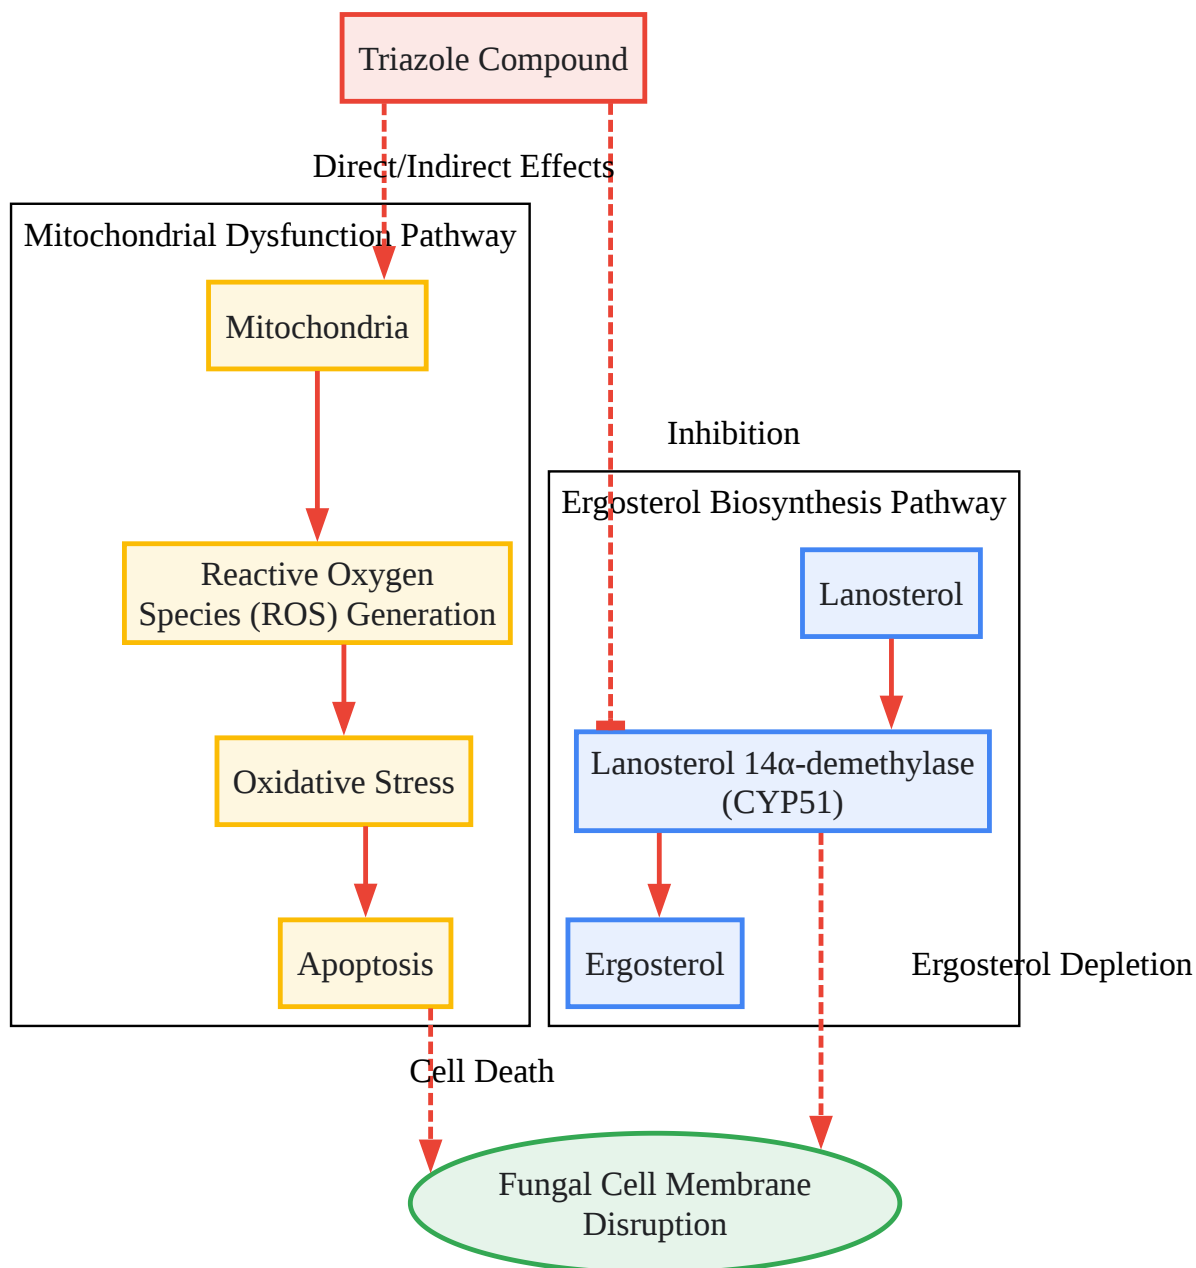 Triazole Compound
Direct/Indirect Effects
Mitochondrial Dysfunction Pathway
Mitochondria
Reactive Oxygen
Species (ROS) Generation
Oxidative Stress
Apoptosis
Cell Death
Inhibition
Ergosterol Biosynthesis Pathway
Lanosterol
Lanosterol 14α-demethylase
(CYP51)
Ergosterol
Ergosterol Depletion
Fungal Cell Membrane
Disruption